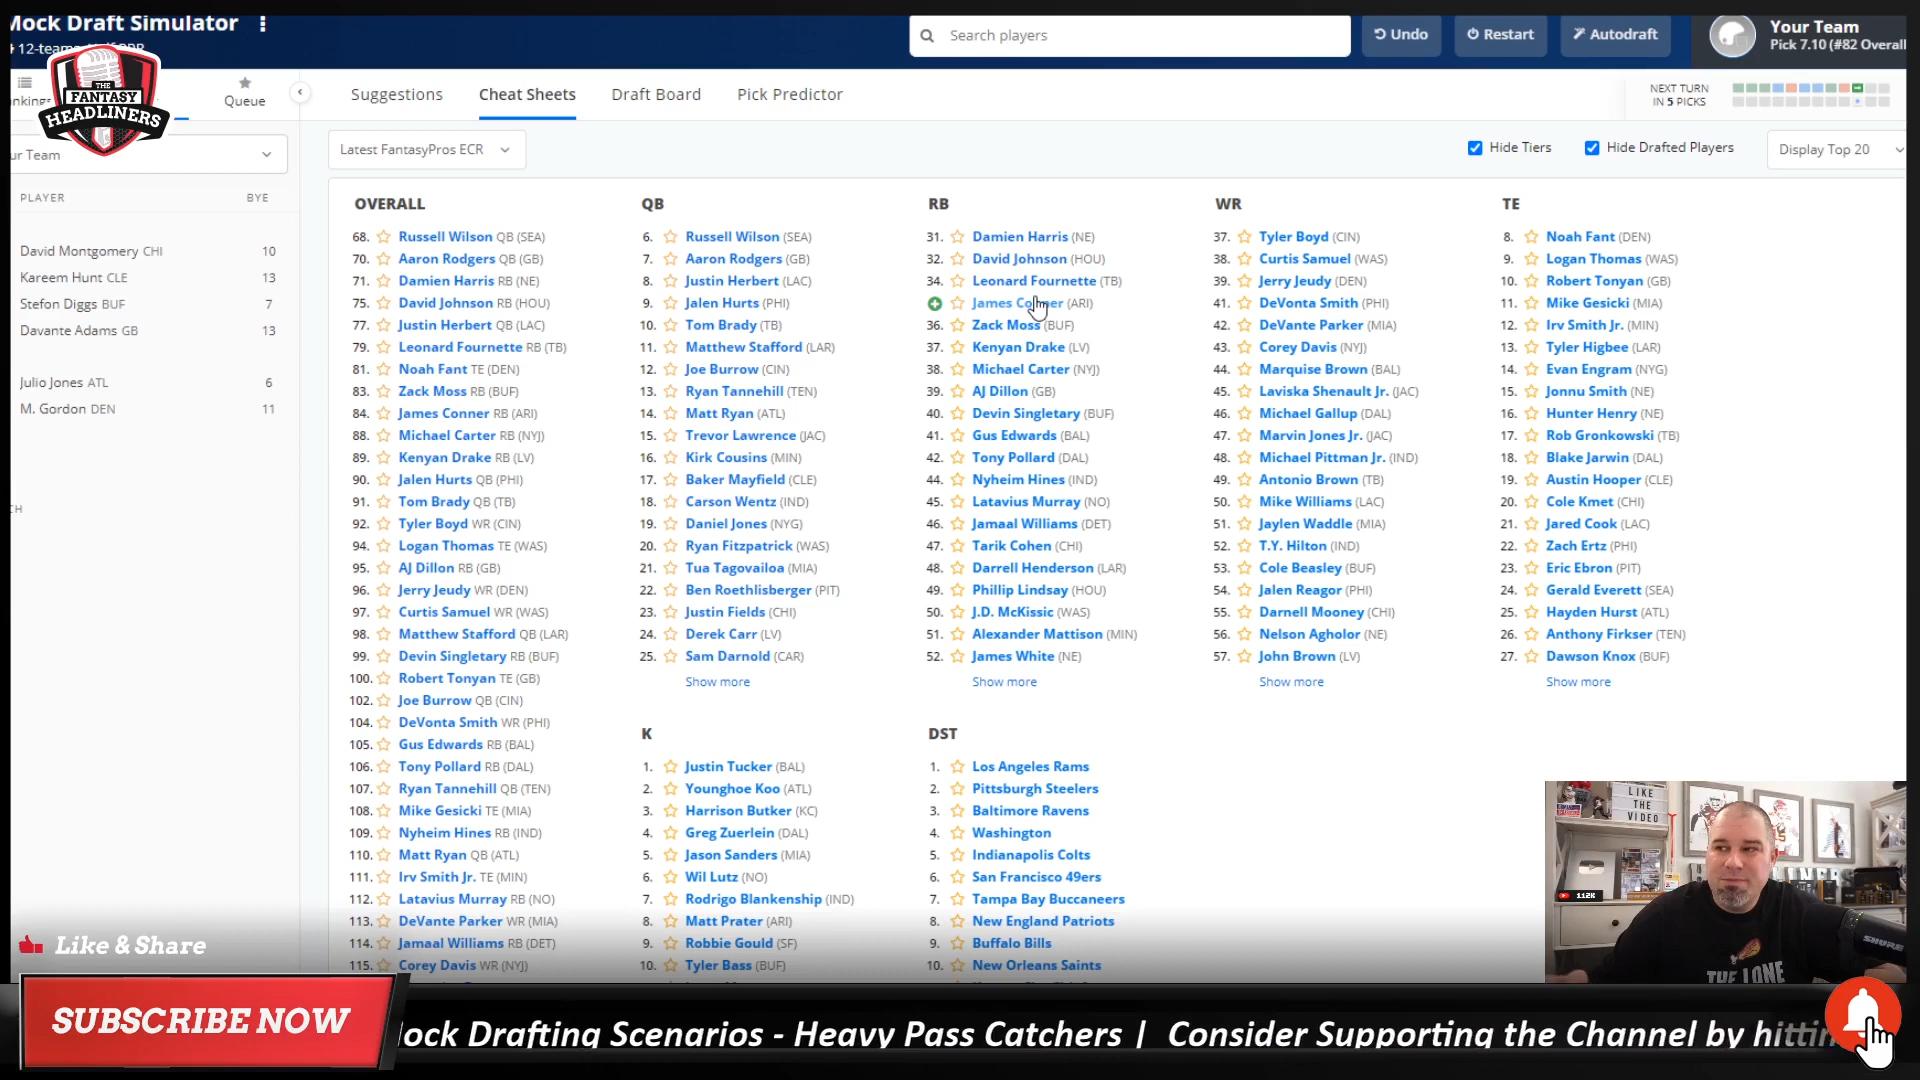 Mock Draft Simulator
12-team
Search players
Undo
Restart
Autodraft
Your Team
Pick 7.10 (#82 Overall
THE
FANTASY
HEADLINERS
Queue
Suggestions
Cheat Sheets
Draft Board
Pick Predictor
NEXT TURN
IN 5 PICKS
ur Team
Latest FantasyPros ECR
Hide Tiers
Hide Drafted Players
Display Top 20
PLAYER BYE
David Montgomery CHI 10
Kareem Hunt CLE 13
Stefon Diggs BUF 7
Davante Adams GB 13
Julio Jones ATL 6
M. Gordon DEN 11
CH
OVERALL
68. Russell Wilson QB (SEA)
70. Aaron Rodgers QB (GB)
71. Damien Harris RB (NE)
75. David Johnson RB (HOU)
77. Justin Herbert QB (LAC)
79. Leonard Fournette RB (TB)
81. Noah Fant TE (DEN)
83. Zack Moss RB (BUF)
84. James Conner RB (ARI)
88. Michael Carter RB (NYJ)
89. Kenyan Drake RB (LV)
90. Jalen Hurts QB (PHI)
91. Tom Brady QB (TB)
92. Tyler Boyd WR (CIN)
94. Logan Thomas TE (WAS)
95. AJ Dillon RB (GB)
96. Jerry Jeudy WR (DEN)
97. Curtis Samuel WR (WAS)
98. Matthew Stafford QB (LAR)
99. Devin Singletary RB (BUF)
100. Robert Tonyan TE (GB)
102. Joe Burrow QB (CIN)
104. DeVonta Smith WR (PHI)
105. Gus Edwards RB (BAL)
106. Tony Pollard RB (DAL)
107. Ryan Tannehill QB (TEN)
108. Mike Gesicki TE (MIA)
109. Nyheim Hines RB (IND)
110. Matt Ryan QB (ATL)
111. Irv Smith Jr. TE (MIN)
112. Latavius Murray RB (NO)
113. DeVante Parker WR (MIA)
114. Jamaal Williams RB (DET)
115. Corey Davis WR (NYJ)
QB
6. Russell Wilson (SEA)
7. Aaron Rodgers (GB)
8. Justin Herbert (LAC)
9. Jalen Hurts (PHI)
10. Tom Brady (TB)
11. Matthew Stafford (LAR)
12. Joe Burrow (CIN)
13. Ryan Tannehill (TEN)
14. Matt Ryan (ATL)
15. Trevor Lawrence (JAC)
16. Kirk Cousins (MIN)
17. Baker Mayfield (CLE)
18. Carson Wentz (IND)
19. Daniel Jones (NYG)
20. Ryan Fitzpatrick (WAS)
21. Tua Tagovailoa (MIA)
22. Ben Roethlisberger (PIT)
23. Justin Fields (CHI)
24. Derek Carr (LV)
25. Sam Darnold (CAR)
Show more
RB
31. Damien Harris (NE)
32. David Johnson (HOU)
34. Leonard Fournette (TB)
James Conner (ARI)
36. Zack Moss (BUF)
37. Kenyan Drake (LV)
38. Michael Carter (NYJ)
39. AJ Dillon (GB)
40. Devin Singletary (BUF)
41. Gus Edwards (BAL)
42. Tony Pollard (DAL)
44. Nyheim Hines (IND)
45. Latavius Murray (NO)
46. Jamaal Williams (DET)
47. Tarik Cohen (CHI)
48. Darrell Henderson (LAR)
49. Phillip Lindsay (HOU)
50. J.D. McKissic (WAS)
51. Alexander Mattison (MIN)
52. James White (NE)
Show more
WR
37. Tyler Boyd (CIN)
38. Curtis Samuel (WAS)
39. Jerry Jeudy (DEN)
41. DeVonta Smith (PHI)
42. DeVante Parker (MIA)
43. Corey Davis (NYJ)
44. Marquise Brown (BAL)
45. Laviska Shenault Jr. (JAC)
46. Michael Gallup (DAL)
47. Marvin Jones Jr. (JAC)
48. Michael Pittman Jr. (IND)
49. Antonio Brown (TB)
50. Mike Williams (LAC)
51. Jaylen Waddle (MIA)
52. T.Y. Hilton (IND)
53. Cole Beasley (BUF)
54. Jalen Reagor (PHI)
55. Darnell Mooney (CHI)
56. Nelson Agholor (NE)
57. John Brown (LV)
Show more
TE
8. Noah Fant (DEN)
9. Logan Thomas (WAS)
10. Robert Tonyan (GB)
11. Mike Gesicki (MIA)
12. Irv Smith Jr. (MIN)
13. Tyler Higbee (LAR)
14. Evan Engram (NYG)
15. Jonnu Smith (NE)
16. Hunter Henry (NE)
17. Rob Gronkowski (TB)
18. Blake Jarwin (DAL)
19. Austin Hooper (CLE)
20. Cole Kmet (CHI)
21. Jared Cook (LAC)
22. Zach Ertz (PHI)
23. Eric Ebron (PIT)
24. Gerald Everett (SEA)
25. Hayden Hurst (ATL)
26. Anthony Firkser (TEN)
27. Dawson Knox (BUF)
Show more
K
1. Justin Tucker (BAL)
2. Younghoe Koo (ATL)
3. Harrison Butker (KC)
4. Greg Zuerlein (DAL)
5. Jason Sanders (MIA)
6. Wil Lutz (NO)
7. Rodrigo Blankenship (IND)
8. Matt Prater (ARI)
9. Robbie Gould (SF)
10. Tyler Bass (BUF)
DST
1. Los Angeles Rams
2. Pittsburgh Steelers
3. Baltimore Ravens
4. Washington
5. Indianapolis Colts
6. San Francisco 49ers
7. Tampa Bay Buccaneers
8. New England Patriots
9. Buffalo Bills
10. New Orleans Saints
LIKE
THE
VIDEO
112K
SHURE
THE LONE
Like & Share
SUBSCRIBE NOW
ock Drafting Scenarios - Heavy Pass Catchers | Consider Supporting the Channel by hittin